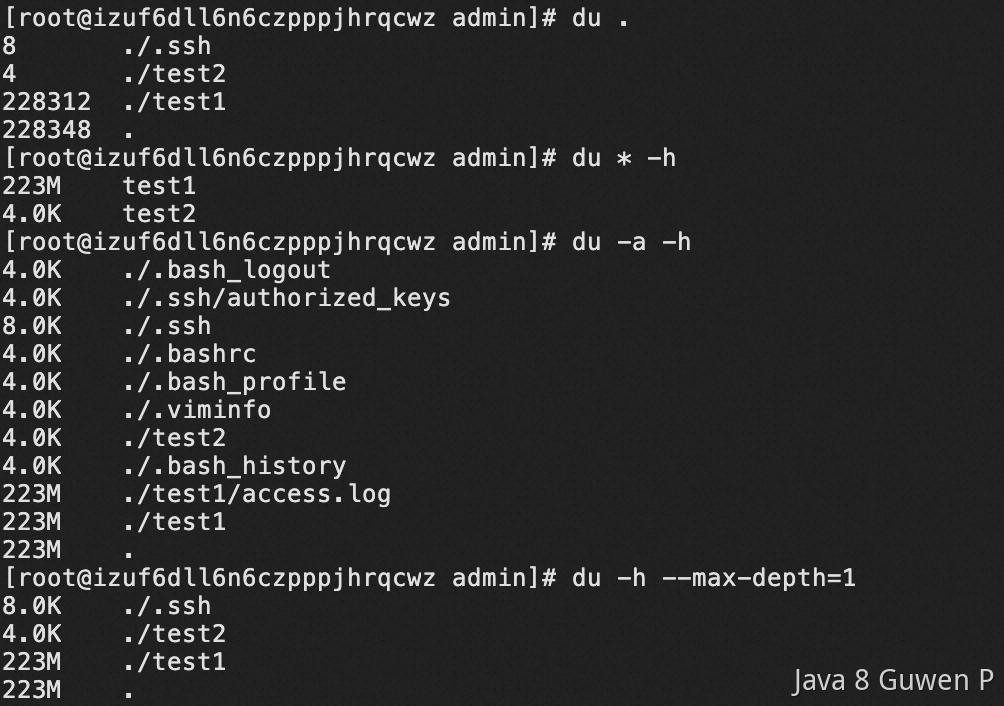 [root@izuf6dll6n6czpppjhrqcwz admin]# du .
8 ./.ssh
4 ./test2
228312 ./test1
228348 .
[root@izuf6dll6n6czpppjhrqcwz admin]# du * -h
223M test1
4.0K test2
[root@izuf6dll6n6czpppjhrqcwz admin]# du -a -h
4.0K ./.bash_logout
4.0K ./.ssh/authorized_keys
8.0K ./.ssh
4.0K ./.bashrc
4.0K ./.bash_profile
4.0K ./.viminfo
4.0K ./test2
4.0K ./.bash_history
223M ./test1/access.log
223M ./test1
223M .
[root@izuf6dll6n6czpppjhrqcwz admin]# du -h --max-depth=1
8.0K ./.ssh
4.0K ./test2
223M ./test1
223M .
Java 8 Guwen P